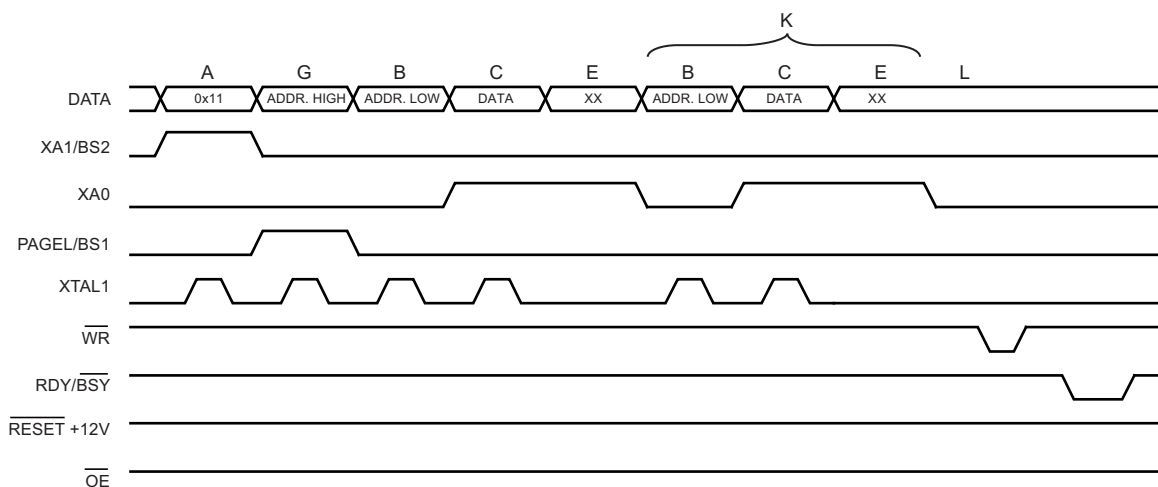 K
A G B C E B C E L
DATA 0x11 ADDR. HIGH ADDR. LOW DATA XX ADDR. LOW DATA XX
XA1/BS2
XA0
PAGEL/BS1
XTAL1
WR
RDY/BSY
RESET +12V
OE